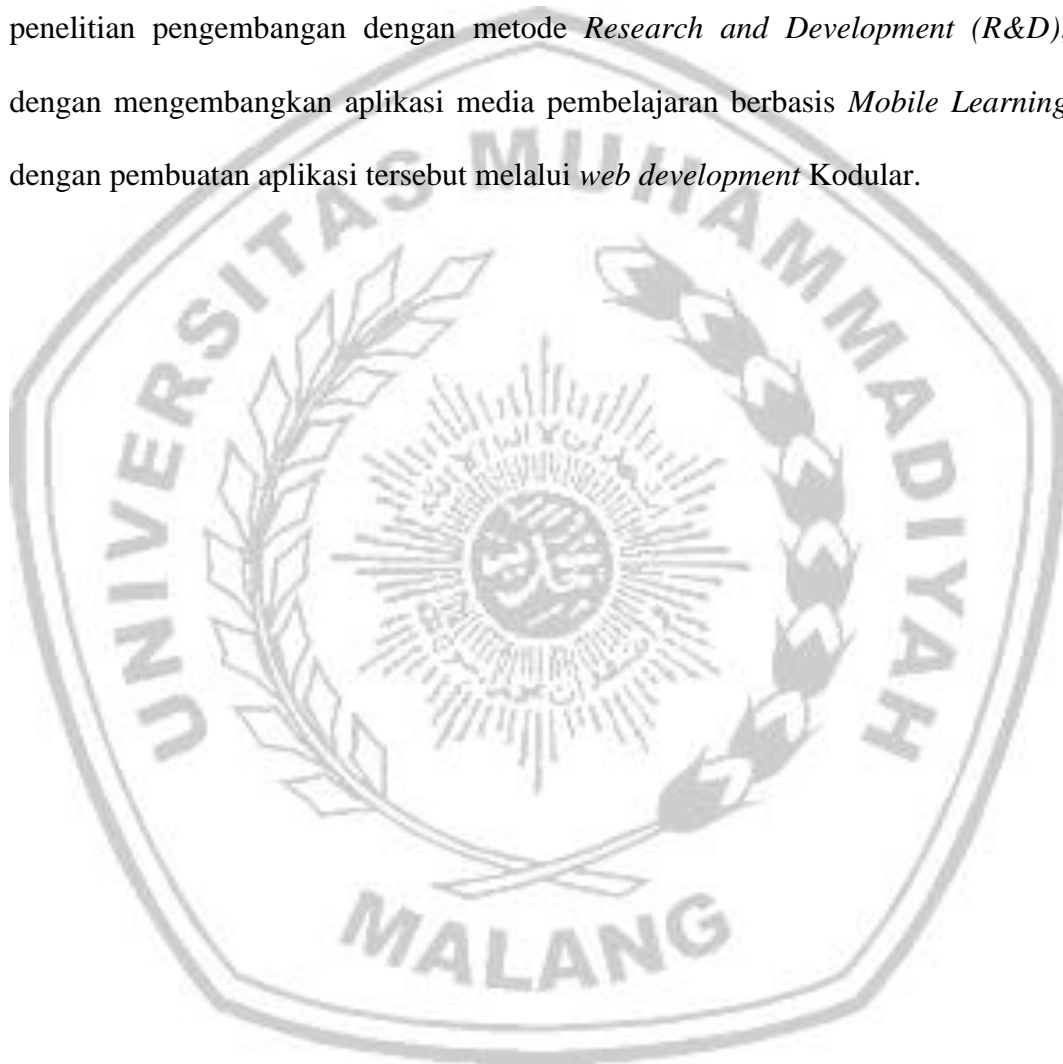 penelitian pengembangan dengan metode Research and Development (R&D),
dengan mengembangkan aplikasi media pembelajaran berbasis Mobile Learning
dengan pembuatan aplikasi tersebut melalui web development Kodular.
UNIVERSITAS MUHAMMADIYAH
MALANG